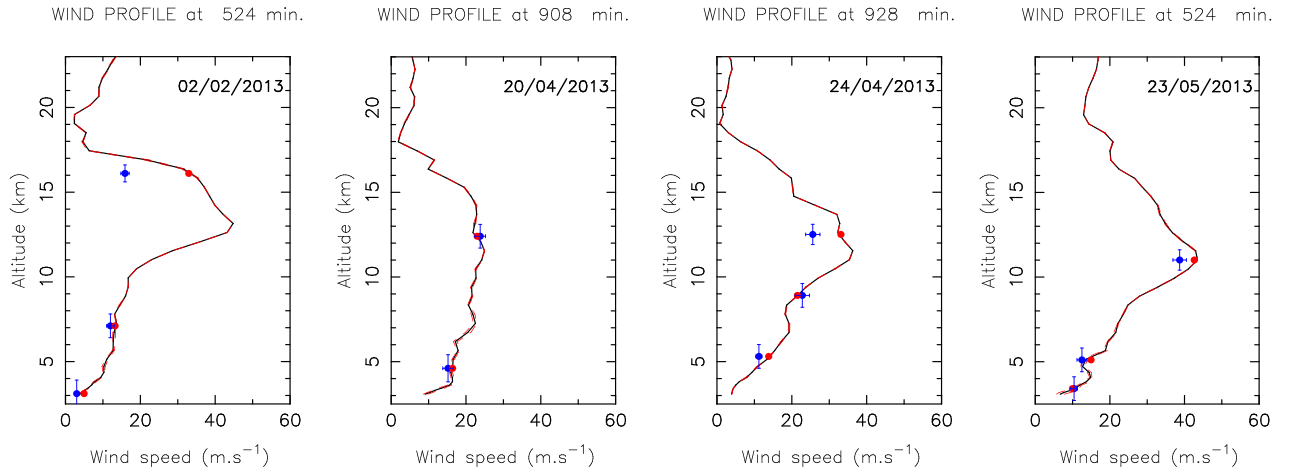 WIND PROFILE at 524 min.
02/02/2013
20
15
10
5
Altitude (km)
0 20 40 60
Wind speed (m.s⁻¹)
WIND PROFILE at 908 min.
20/04/2013
20
15
10
5
Altitude (km)
0 20 40 60
Wind speed (m.s⁻¹)
WIND PROFILE at 928 min.
24/04/2013
20
15
10
5
Altitude (km)
0 20 40 60
Wind speed (m.s⁻¹)
WIND PROFILE at 524 min.
23/05/2013
20
15
10
5
Altitude (km)
0 20 40 60
Wind speed (m.s⁻¹)